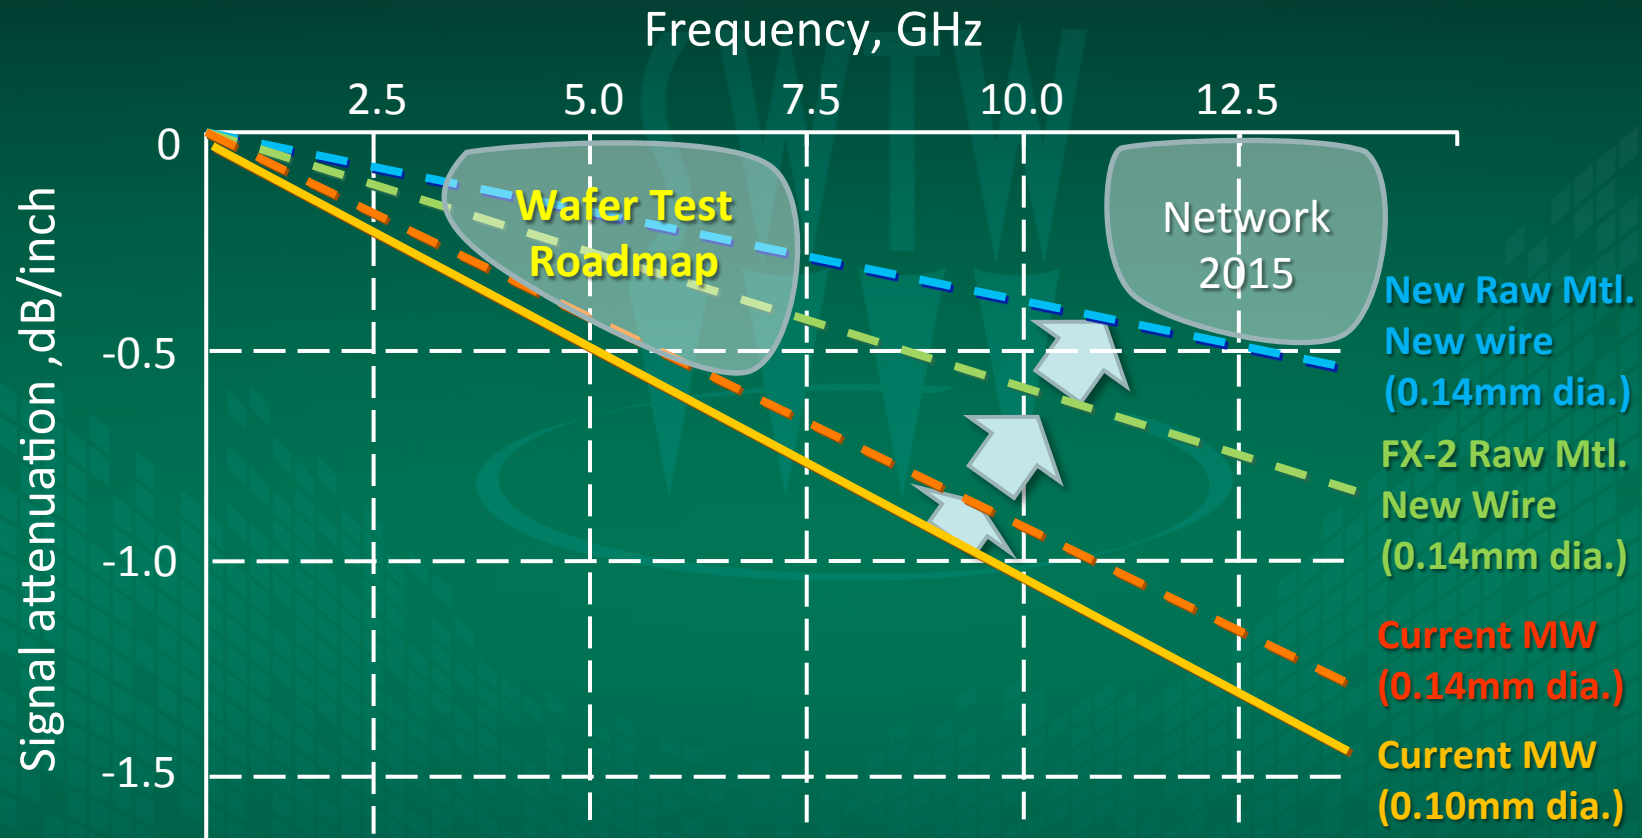 Frequency, GHz
2.5 5.0 7.5 10.0 12.5
0
-0.5
-1.0
-1.5
Signal attenuation ,dB/inch
SWTW
Wafer Test
Roadmap
Network
2015
New Raw Mtl.
New wire
(0.14mm dia.)
FX-2 Raw Mtl.
New Wire
(0.14mm dia.)
Current MW
(0.14mm dia.)
Current MW
(0.10mm dia.)